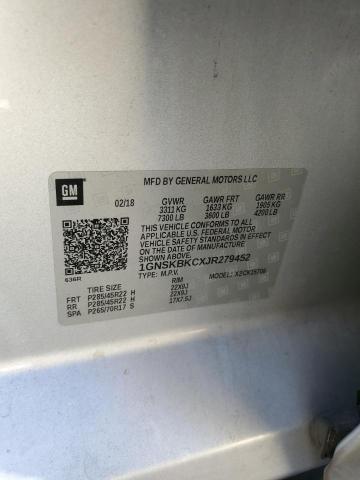 GM
MFD BY GENERAL MOTORS LLC
02/18 GVWR GAWR FRT GAWR RR
3311 KG 1633 KG 1905 KG
7300 LB 3600 LB 4200 LB
THIS VEHICLE CONFORMS TO ALL
APPLICABLE U.S. FEDERAL MOTOR
VEHICLE SAFETY STANDARDS IN EFFECT
ON THE DATE OF MANUFACTURE
SHOWN ABOVE.
1GNSKBKCXJR279452
TYPE: M.P.V. MODEL:
636R
TIRE SIZE RIM
FRT P285/45R22 H 22X9J
RR P285/45R22 H 22X9J
SPA P265/70R17 S 17X7.5J